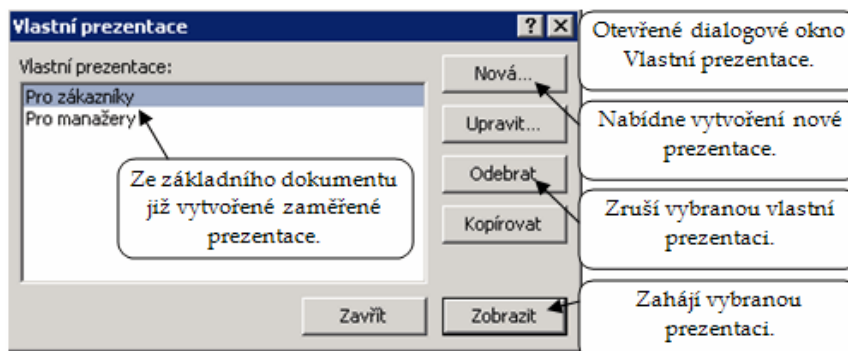 Vlastní prezentace
Vlastní prezentace:
Pro zákazníky
Pro manažery
Ze základního dokumentu
již vytvořené zaměřené
prezentace.
Nová...
Upravit...
Odebrat
Kopírovat
Zavřít
Zobrazit
Otevřené dialogové okno
Vlastní prezentace.
Nabídne vytvoření nové
prezentace.
Zruší vybranou vlastní
prezentaci.
Zahájí vybranou
prezentaci.